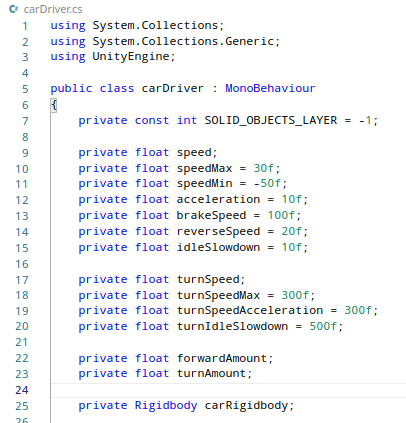 carDriver.cs
1 using System.Collections;
2 using System.Collections.Generic;
3 using UnityEngine;
4
5 public class carDriver : MonoBehaviour
6 {
7 private const int SOLID_OBJECTS_LAYER = -1;
8
9 private float speed;
10 private float speedMax = 30f;
11 private float speedMin = -50f;
12 private float acceleration = 10f;
13 private float brakeSpeed = 100f;
14 private float reverseSpeed = 20f;
15 private float idleSlowdown = 10f;
16
17 private float turnSpeed;
18 private float turnSpeedMax = 300f;
19 private float turnSpeedAcceleration = 300f;
20 private float turnIdleSlowdown = 500f;
21
22 private float forwardAmount;
23 private float turnAmount;
24
25 private Rigidbody carRigidbody;
26